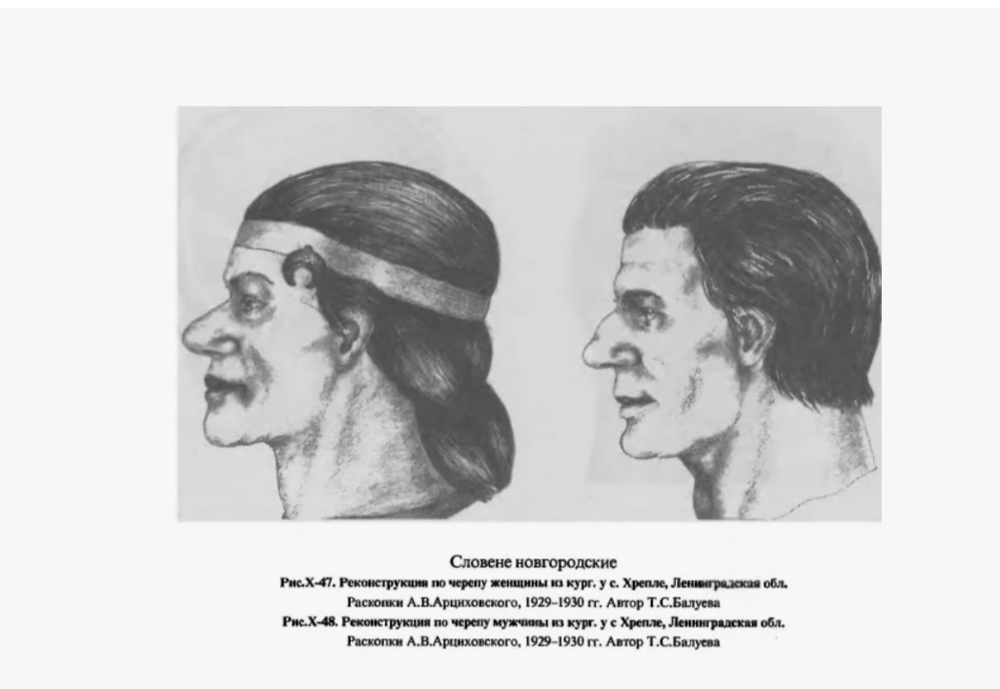 Словене новгородские
Рис.X-47. Реконструкция по черепу женщины из кург. у с. Хрепле, Ленинградская обл.
Раскопки А.В.Арциховского, 1929–1930 гг. Автор Т.С.Балуева
Рис.X-48. Реконструкция по черепу мужчины из кург. у с Хрепле, Ленинградская обл.
Раскопки А.В.Арциховского, 1929–1930 гг. Автор Т.С.Балуева